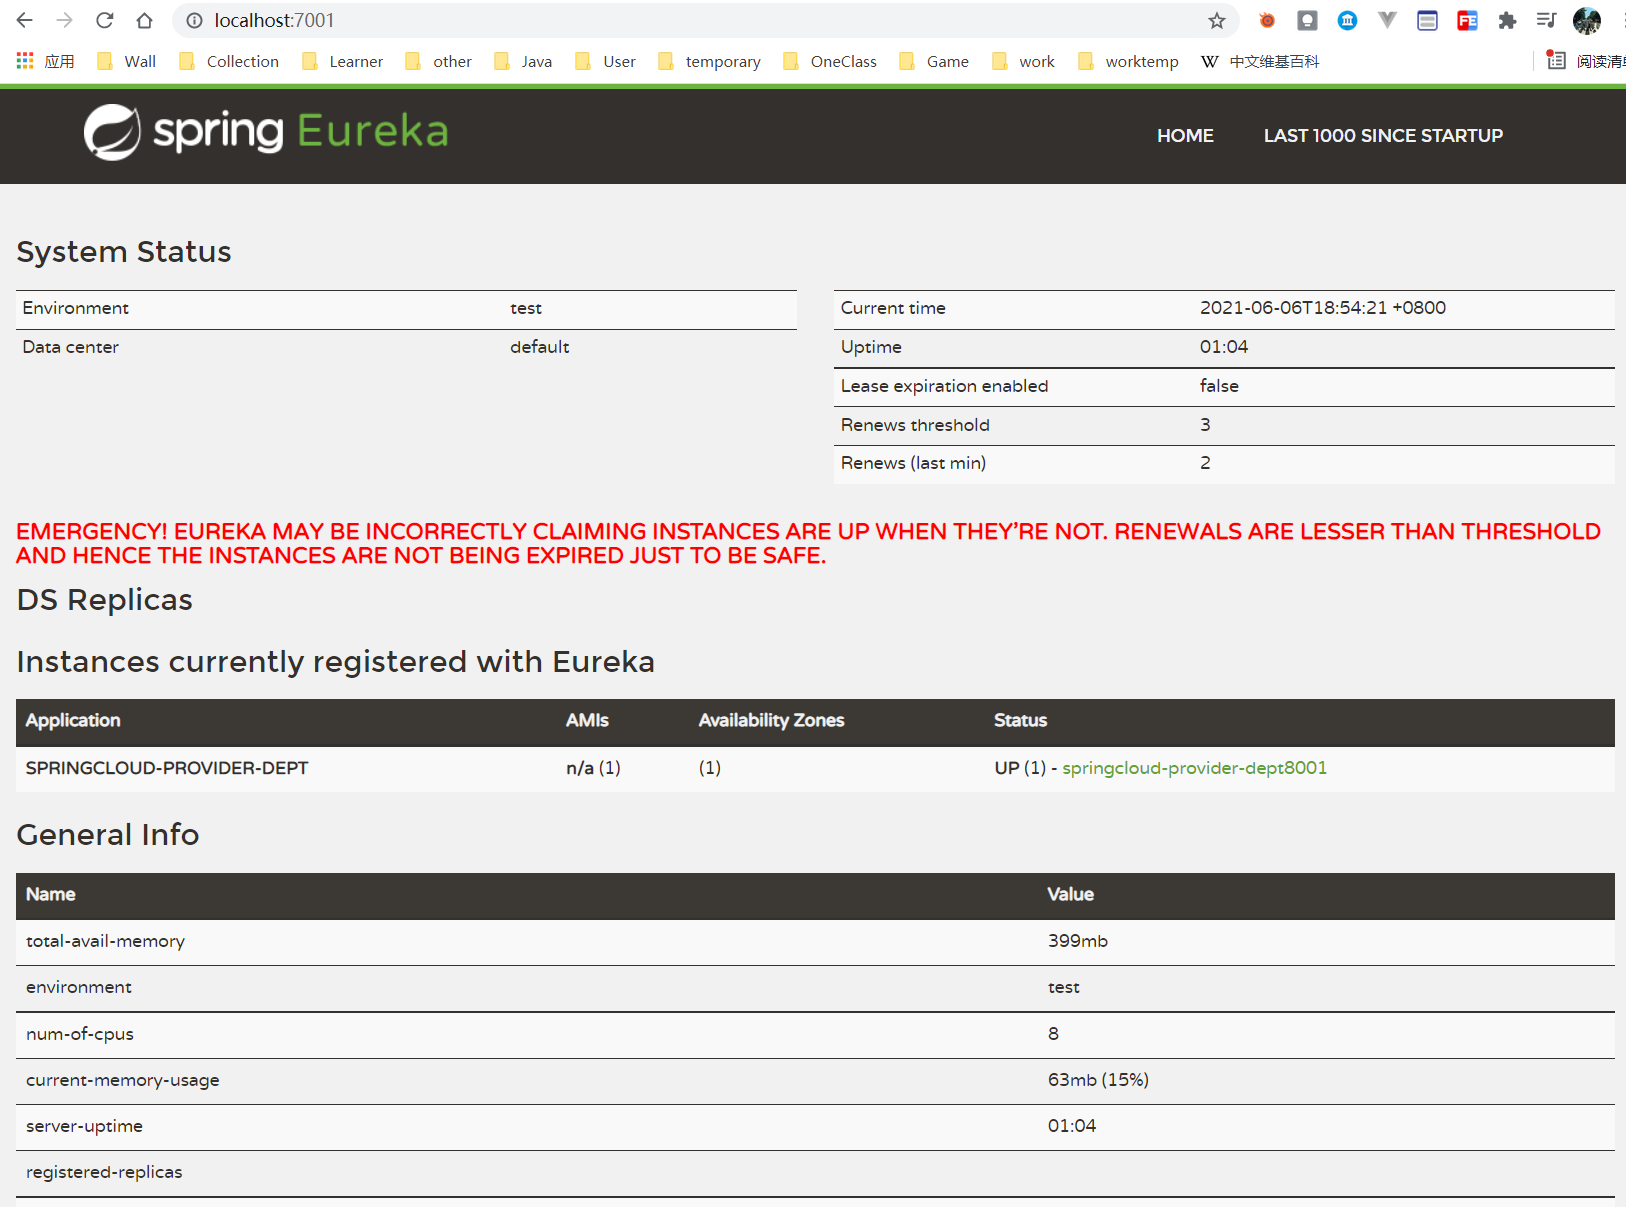 localhost:7001
应用 Wall Collection Learner other Java User temporary OneClass Game work worktemp W 中文维基百科 阅读清
spring Eureka HOME LAST 1000 SINCE STARTUP
System Status
Environment test
Data center default
Current time 2021-06-06T18:54:21 +0800
Uptime 01:04
Lease expiration enabled false
Renews threshold 3
Renews (last min) 2
EMERGENCY! EUREKA MAY BE INCORRECTLY CLAIMING INSTANCES ARE UP WHEN THEY'RE NOT. RENEWALS ARE LESSER THAN THRESHOLD
AND HENCE THE INSTANCES ARE NOT BEING EXPIRED JUST TO BE SAFE.
DS Replicas
Instances currently registered with Eureka
Application AMIs Availability Zones Status
SPRINGCLOUD-PROVIDER-DEPT n/a (1) (1) UP (1) - springcloud-provider-dept8001
General Info
Name Value
total-avail-memory 399mb
environment test
num-of-cpus 8
current-memory-usage 63mb (15%)
server-uptime 01:04
registered-replicas